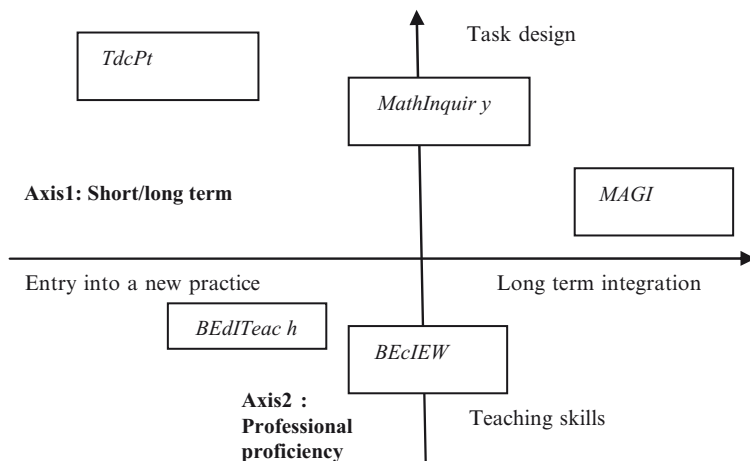 Task design
TdcPt
MathInquir y
Axis1: Short/long term
MAGI
Entry into a new practice
Long term integration
BEdITeac h
BEcIEW
Axis2 :
Professional
proficiency
Teaching skills